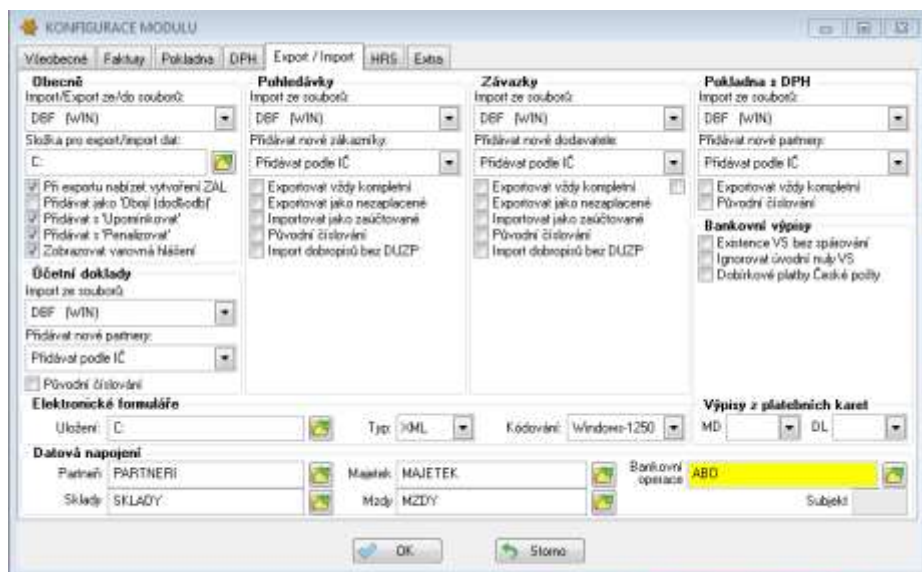 KONFIGURACE MODULU
Všeobecné Faktury Pokladna DPH Export / Import HRS Extra
Obecně
Import/Export ze/do souborů:
DBF (WIN)
Složka pro export/import dat:
C:
Při exportu nabízet vytvoření ZAL
Přidávat jako 'Obojí (dod&odb)'
Přidávat s 'Upomínkovat'
Přidávat s 'Penalizovat'
Zobrazovat varovná hlášení
Účetní doklady
Import ze souborů:
DBF (WIN)
Přidávat nové partnery:
Přidávat podle IČ
Původní číslování
Pohledávky
Import ze souborů:
DBF (WIN)
Přidávat nové zákazníky:
Přidávat podle IČ
Exportovat vždy kompletní
Exportovat jako nezaplacené
Importovat jako zaúčtované
Původní číslování
Import dobropisů bez DUZP
Závazky
Import ze souborů:
DBF (WIN)
Přidávat nové dodavatele:
Přidávat podle IČ
Exportovat vždy kompletní
Exportovat jako nezaplacené
Importovat jako zaúčtované
Původní číslování
Import dobropisů bez DUZP
Pokladna s DPH
Import ze souborů:
DBF (WIN)
Přidávat nové partnery:
Přidávat podle IČ
Exportovat vždy kompletní
Původní číslování
Bankovní výpisy
Existence VS bez spárování
Ignorovat úvodní nuly VS
Dobírkové platby České pošty
Elektronické formuláře
Uložení: C: Typ: XML Kódování: Windows-1250
Výpisy z platebních karet
MD DL
Datová napojení
Partneři: PARTNERI Majetek: MAJETEK Bankovní operace: ABO
Sklady: SKLADY Mzdy: MZDY Subjekt:
OK Storno